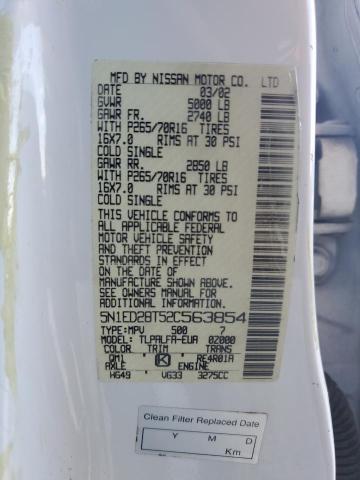 MFD BY NISSAN MOTOR CO. LTD
DATE 03/02
GVWR 5000 LB
GAWR FR. 2740 LB
WITH P265/70R16 TIRES
16X7.0 RIMS AT 30 PSI
COLD SINGLE
GAWR RR. 2850 LB
WITH P265/70R16 TIRES
16X7.0 RIMS AT 30 PSI
COLD SINGLE
THIS VEHICLE CONFORMS TO
ALL APPLICABLE FEDERAL
MOTOR VEHICLE SAFETY
AND THEFT PREVENTION
STANDARDS IN EFFECT
ON THE DATE OF
MANUFACTURE SHOWN ABOVE.
SEE OWNERS MANUAL FOR
ADDITIONAL INFORMATION
5N1ED28T52C563854
TYPE: MPV 500 7
MODEL: TLPALFA-EUA 0Z000
COLOR TRIM TRANS
QM1 K RE4R01A
AXLE ENGINE
HG49 VG33 3275CC
Clean Filter Replaced Date
Y M D
Km